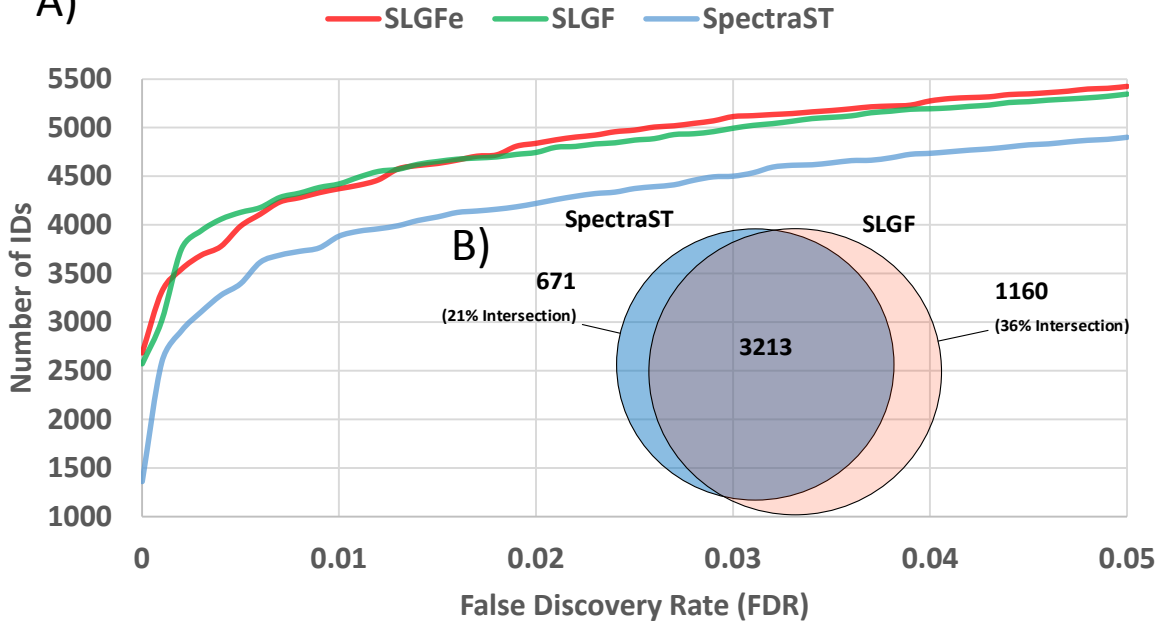 A)
SLGFe SLGF SpectraST
5500
5000
4500
4000
3500
3000
2500
2000
1500
1000
Number of IDs
0 0.01 0.02 0.03 0.04 0.05
False Discovery Rate (FDR)
B)
SpectraST
SLGF
671
(21% Intersection)
3213
1160
(36% Intersection)